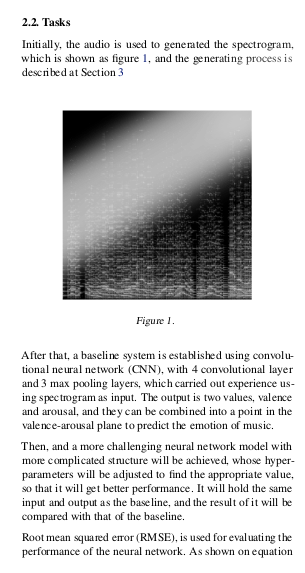 2.2. Tasks
Initially, the audio is used to generated the spectrogram,
which is shown as figure 1, and the generating process is
described at Section 3
Figure 1.
After that, a baseline system is established using convolu-
tional neural network (CNN), with 4 convolutional layer
and 3 max pooling layers, which carried out experience us-
ing spectrogram as input. The output is two values, valence
and arousal, and they can be combined into a point in the
valence-arousal plane to predict the emotion of music.
Then, and a more challenging neural network model with
more complicated structure will be achieved, whose hyper-
parameters will be adjusted to find the appropriate value,
so that it will get better performance. It will hold the same
input and output as the baseline, and the result of it will be
compared with that of the baseline.
Root mean squared error (RMSE), is used for evaluating the
performance of the neural network. As shown on equation